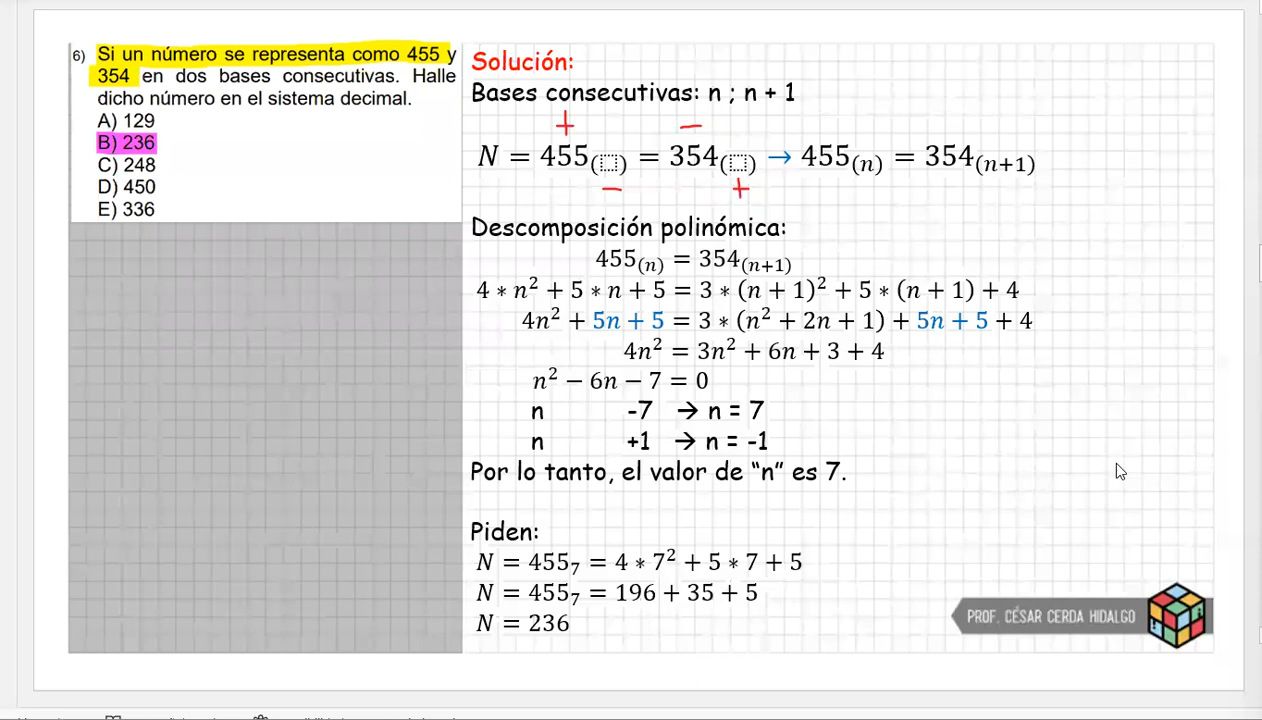 6) Si un número se representa como 455 y
354 en dos bases consecutivas. Halle
dicho número en el sistema decimal.
A) 129
B) 236
C) 248
D) 450
E) 336
Solución:
Bases consecutivas: n ; n + 1
+ −
N = 455(⬚) = 354(⬚) → 455(n) = 354(n+1)
− +
Descomposición polinómica:
455(n) = 354(n+1)
4 ∗ n² + 5 ∗ n + 5 = 3 ∗ (n + 1)² + 5 ∗ (n + 1) + 4
4n² + 5n + 5 = 3 ∗ (n² + 2n + 1) + 5n + 5 + 4
4n² = 3n² + 6n + 3 + 4
n² − 6n − 7 = 0
n -7 → n = 7
n +1 → n = -1
Por lo tanto, el valor de “n” es 7.
Piden:
N = 455₇ = 4 ∗ 7² + 5 ∗ 7 + 5
N = 455₇ = 196 + 35 + 5
N = 236
PROF. CÉSAR CERDA HIDALGO